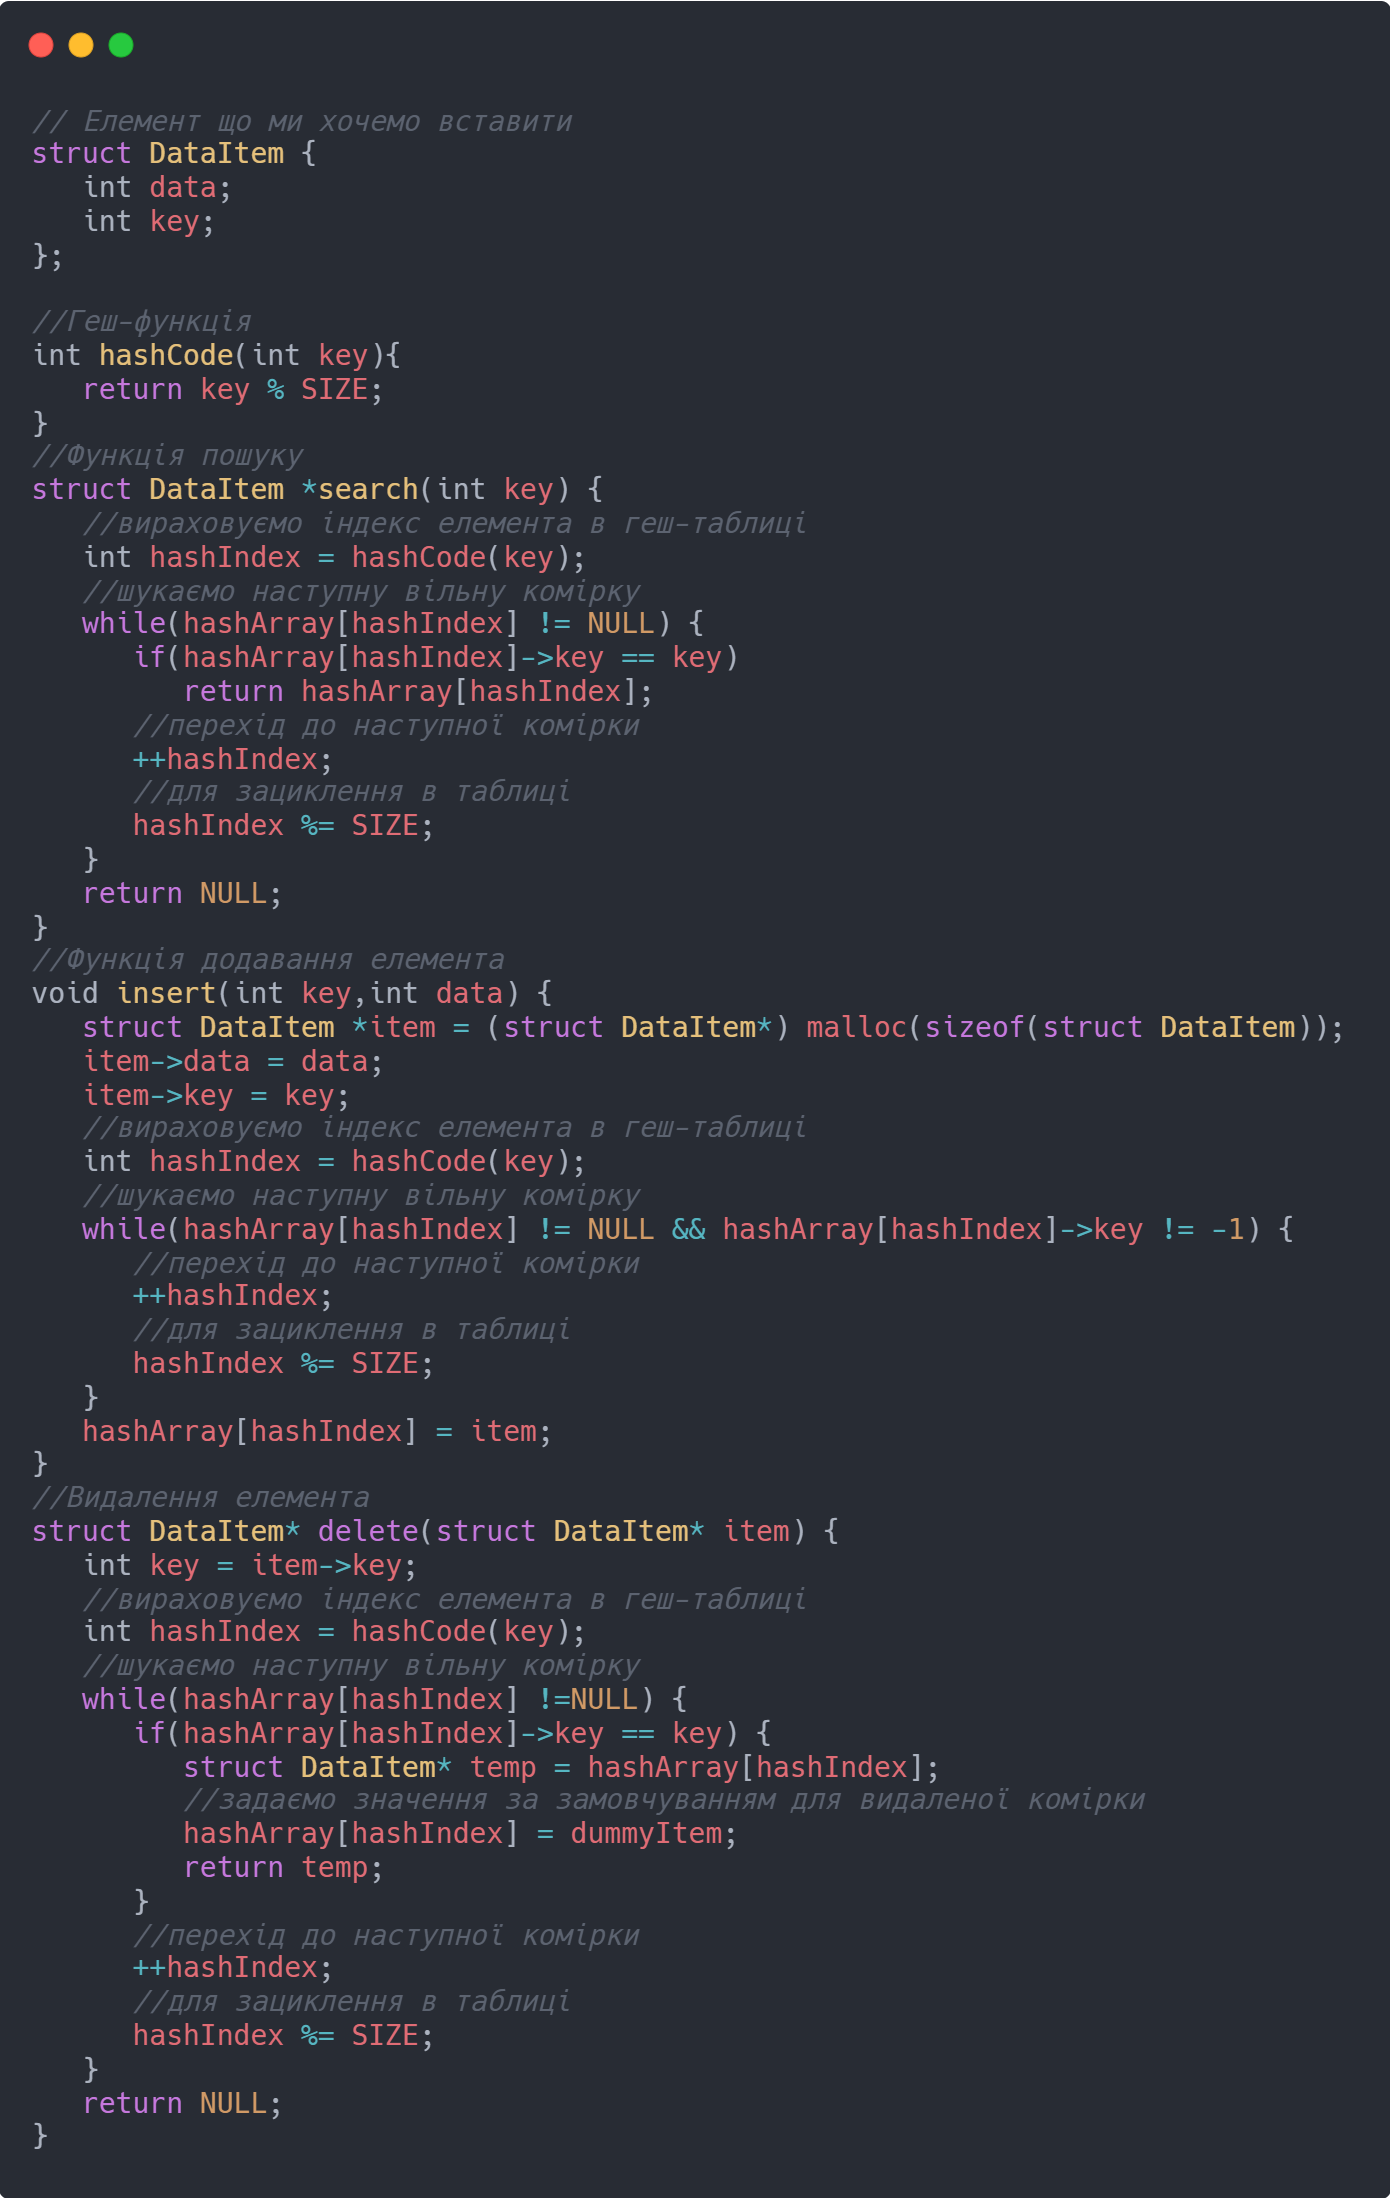 // Елемент що ми хочемо вставити
struct DataItem {
   int data;
   int key;
};

//Геш-функція
int hashCode(int key){
   return key % SIZE;
}
//Функція пошуку
struct DataItem *search(int key) {
   //вираховуємо індекс елемента в геш-таблиці
   int hashIndex = hashCode(key);
   //шукаємо наступну вільну комірку
   while(hashArray[hashIndex] != NULL) {
      if(hashArray[hashIndex]->key == key)
         return hashArray[hashIndex];
      //перехід до наступної комірки
      ++hashIndex;
      //для зациклення в таблиці
      hashIndex %= SIZE;
   }
   return NULL;
}
//Функція додавання елемента
void insert(int key,int data) {
   struct DataItem *item = (struct DataItem*) malloc(sizeof(struct DataItem));
   item->data = data;
   item->key = key;
   //вираховуємо індекс елемента в геш-таблиці
   int hashIndex = hashCode(key);
   //шукаємо наступну вільну комірку
   while(hashArray[hashIndex] != NULL && hashArray[hashIndex]->key != -1) {
      //перехід до наступної комірки
      ++hashIndex;
      //для зациклення в таблиці
      hashIndex %= SIZE;
   }
   hashArray[hashIndex] = item;
}
//Видалення елемента
struct DataItem* delete(struct DataItem* item) {
   int key = item->key;
   //вираховуємо індекс елемента в геш-таблиці
   int hashIndex = hashCode(key);
   //шукаємо наступну вільну комірку
   while(hashArray[hashIndex] !=NULL) {
      if(hashArray[hashIndex]->key == key) {
         struct DataItem* temp = hashArray[hashIndex];
         //задаємо значення за замовчуванням для видаленої комірки
         hashArray[hashIndex] = dummyItem;
         return temp;
      }
      //перехід до наступної комірки
      ++hashIndex;
      //для зациклення в таблиці
      hashIndex %= SIZE;
   }
   return NULL;
}